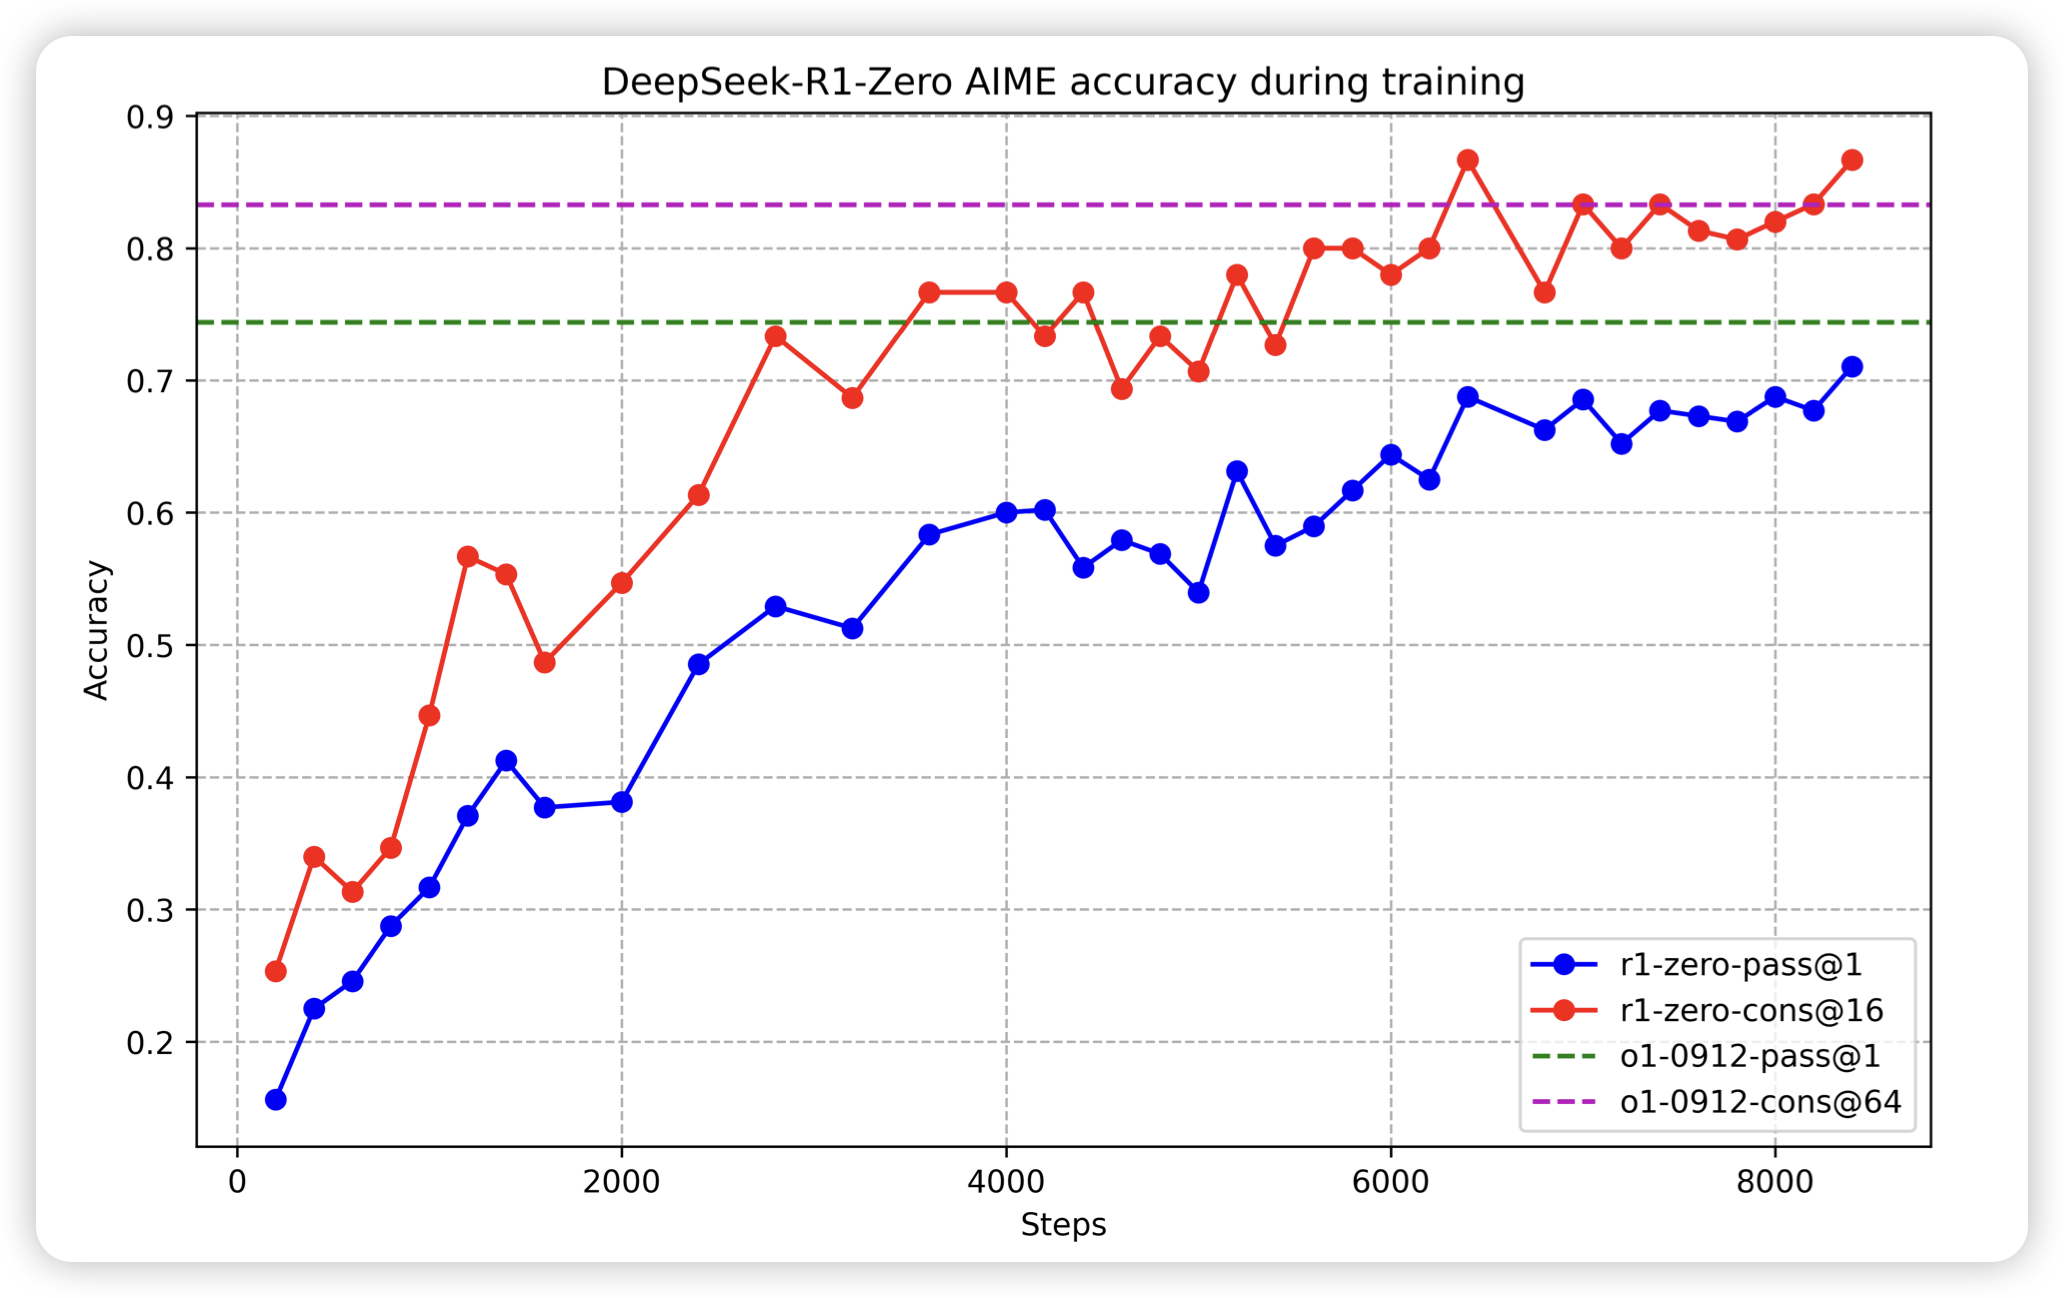 DeepSeek-R1-Zero AIME accuracy during training
0.9
0.8
0.7
0.6
0.5
0.4
0.3
0.2
Accuracy
0 2000 4000 6000 8000
Steps
r1-zero-pass@1
r1-zero-cons@16
o1-0912-pass@1
o1-0912-cons@64